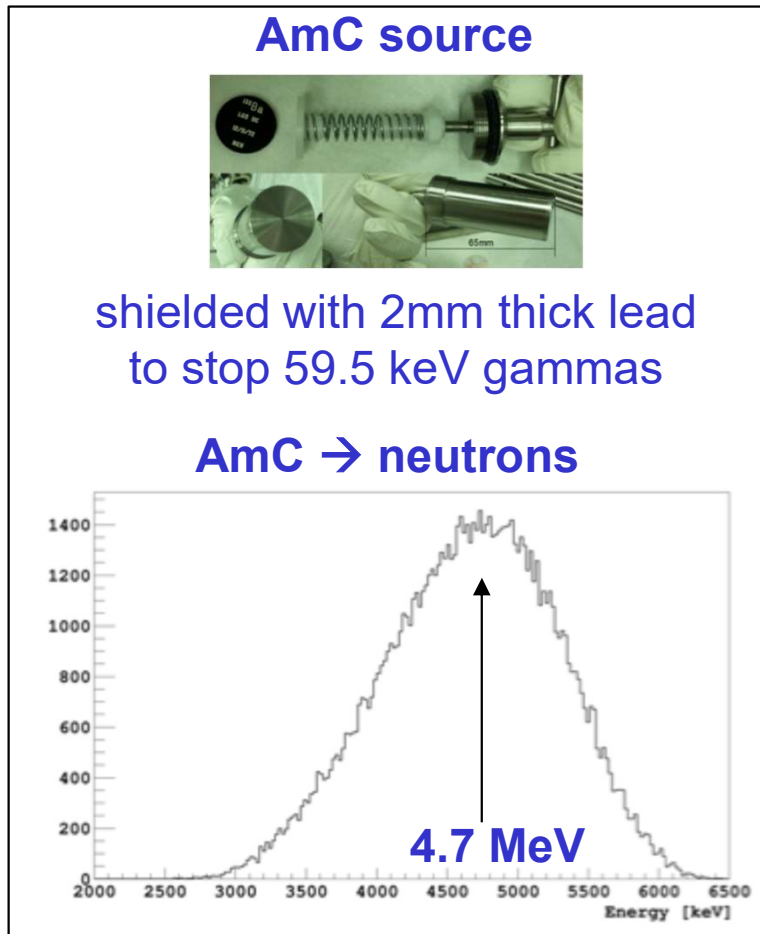 AmC source
65mm
shielded with 2mm thick lead
to stop 59.5 keV gammas
AmC → neutrons
1400
1200
1000
800
600
400
200
0
4.7 MeV
2000 2500 3000 3500 4000 4500 5000 5500 6000 6500
Energy [keV]